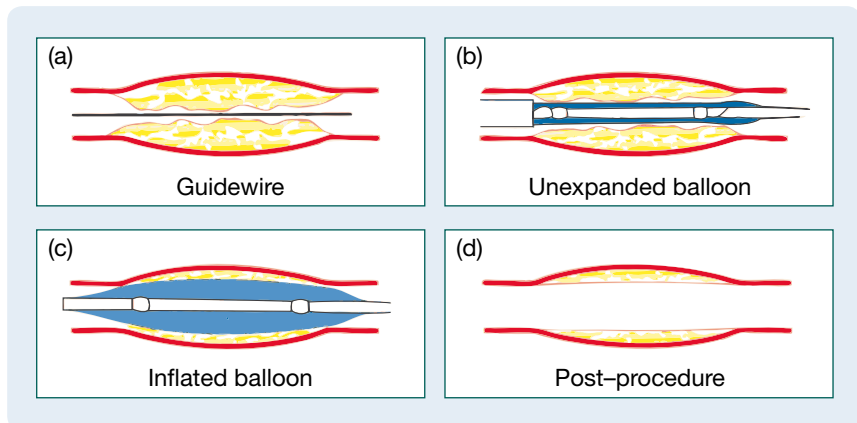 (a)
Guidewire
(b)
Unexpanded balloon
(c)
Inflated balloon
(d)
Post–procedure